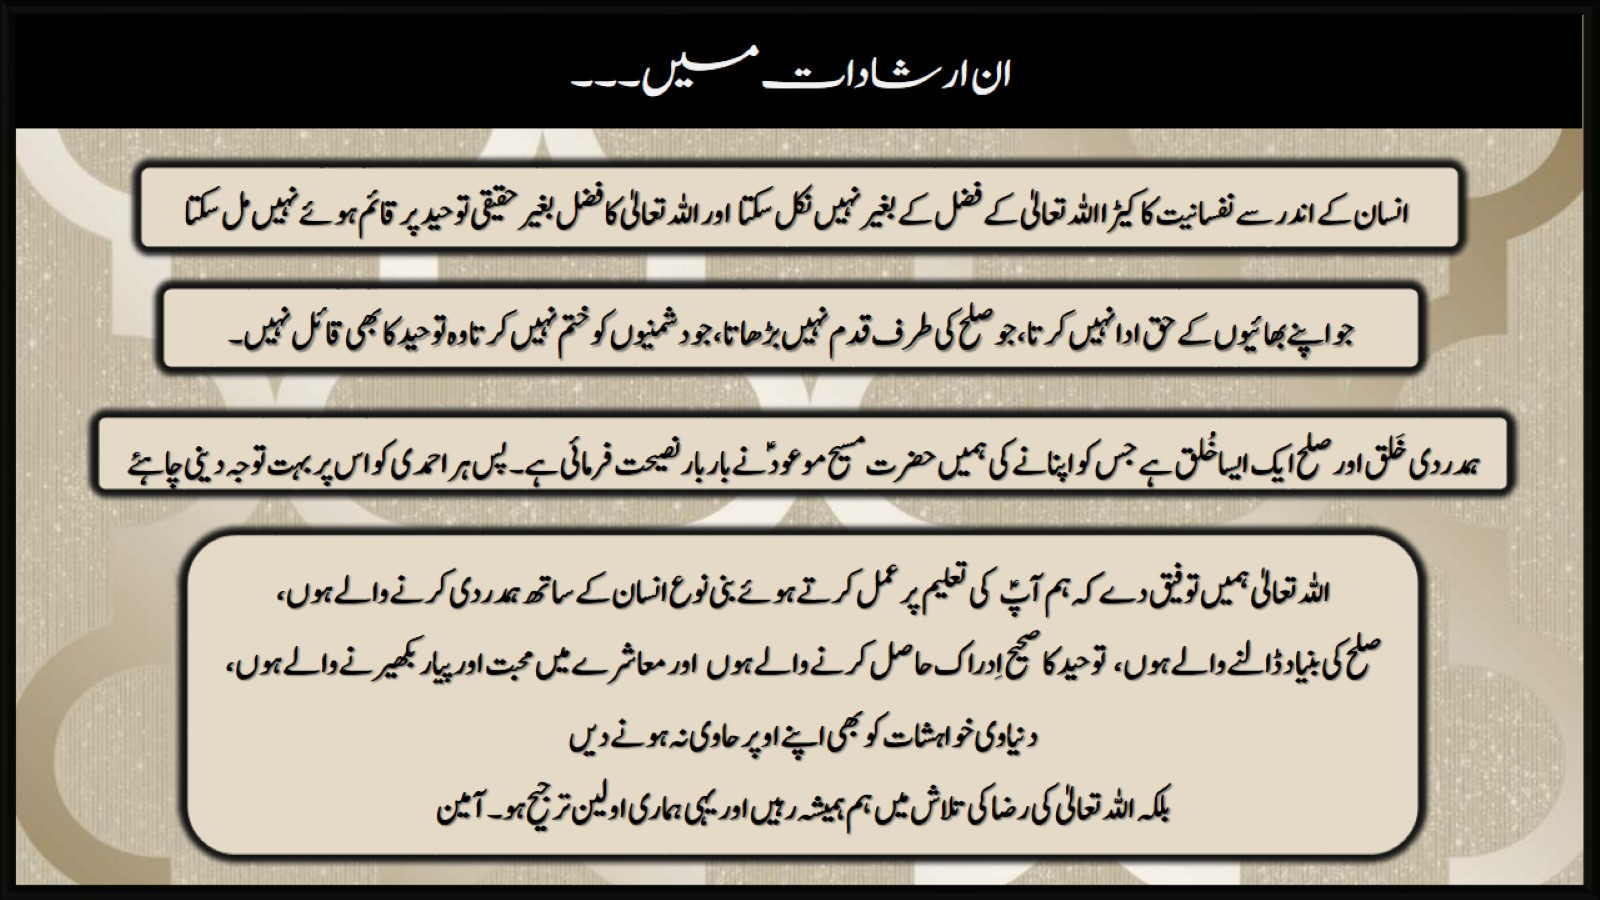 ان ارشادات میں۔۔۔
انسان کے اندر سے نفسانیت کا کیڑا اللہ تعالیٰ کے فضل کے بغیر نہیں نکل سکتا اور اللہ تعالیٰ کا فضل بغیر حقیقی توحید پر قائم ہوئے نہیں مل سکتا
جو اپنے بھائیوں کے حق ادا نہیں کرتا، جو صلح کی طرف قدم نہیں بڑھاتا، جو دشمنیوں کو ختم نہیں کرتا وہ توحید کا بھی قائل نہیں۔
ہمدردی خَلق اور صلح ایک ایسا خُلق ہے جس کو اپنانے کی ہمیں حضرت مسیح موعودؑ نے بار بار نصیحت فرمائی ہے۔ پس ہر احمدی کو اس پر بہت توجہ دینی چاہئے
اللہ تعالیٰ ہمیں توفیق دے کہ ہم آپؑ کی تعلیم پر عمل کرتے ہوئے بنی نوع انسان کے ساتھ ہمدردی کرنے والے ہوں،
صلح کی بنیاد ڈالنے والے ہوں، توحید کا صحیح اِدراک حاصل کرنے والے ہوں اور معاشرے میں محبت اور پیار بکھیرنے والے ہوں،
دنیاوی خواہشات کو بھی اپنے اوپر حاوی نہ ہونے دیں
بلکہ اللہ تعالیٰ کی رضا کی تلاش میں ہم ہمیشہ رہیں اور یہی ہماری اولین ترجیح ہو۔ آمین